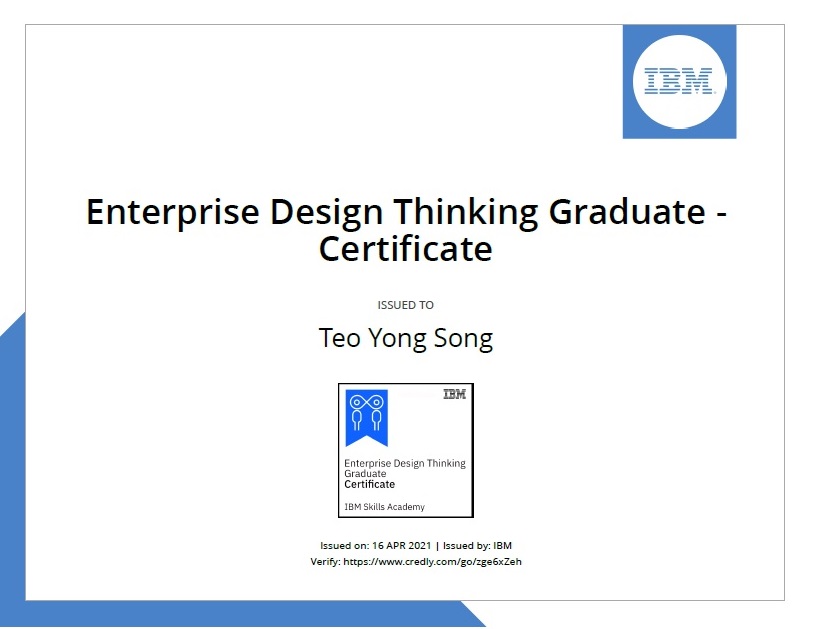 IBM
Enterprise Design Thinking Graduate -
Certificate
ISSUED TO
Teo Yong Song
IBM
Enterprise Design Thinking
Graduate
Certificate
IBM Skills Academy
Issued on: 16 APR 2021 | Issued by: IBM
Verify: https://www.credly.com/go/zge6xZeh